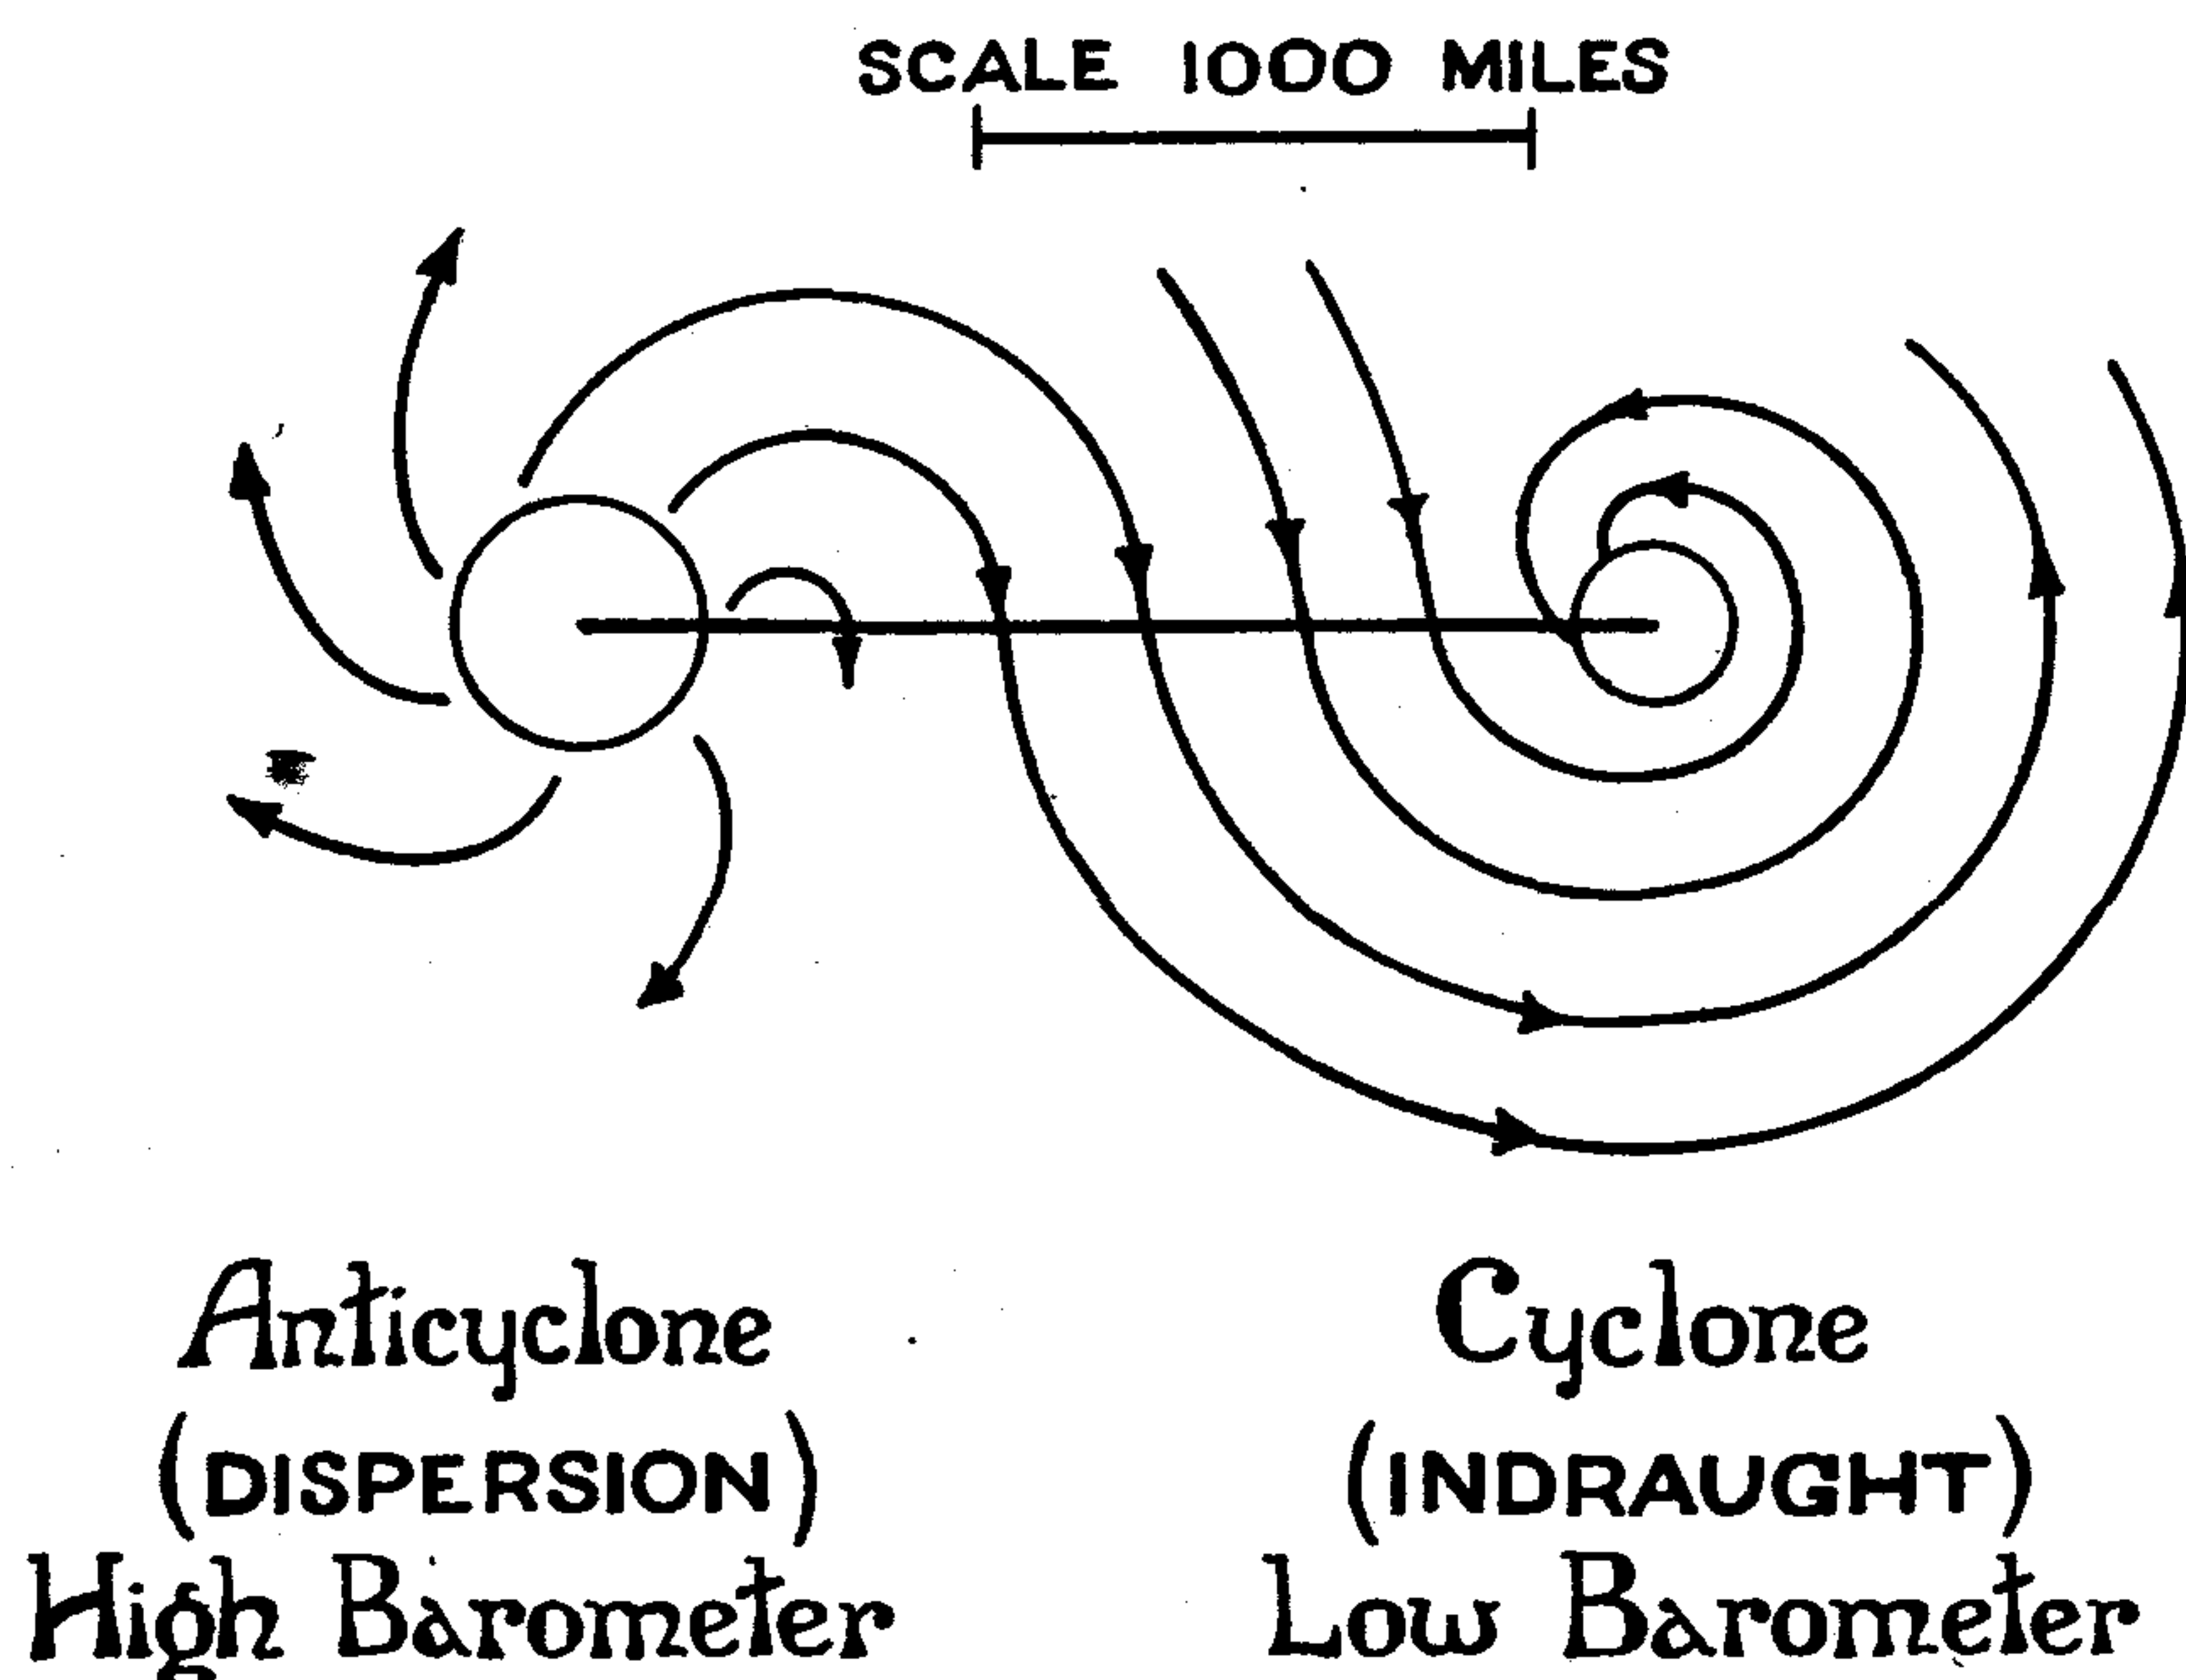 SCALE 1000 MILES
Anticyclone
(DISPERSION)
High Barometer
Cyclone
(INDRAUGHT)
Low Barometer